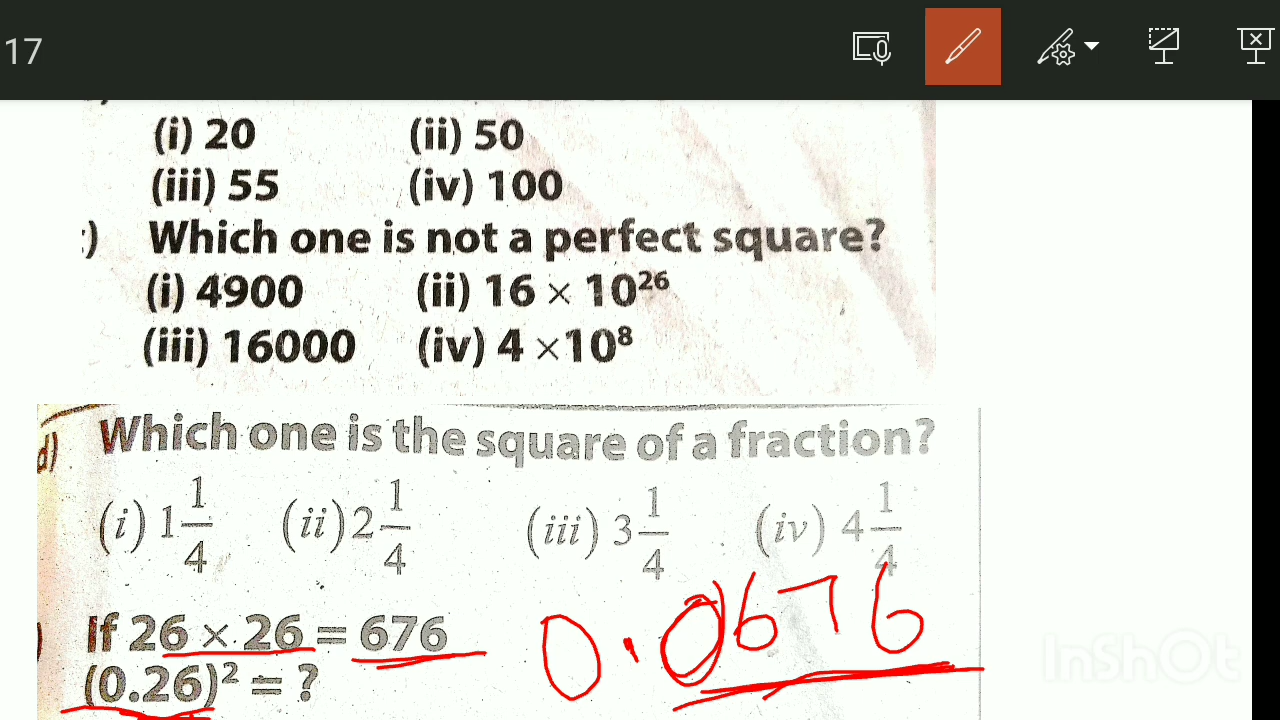 17
(i) 20 (ii) 50
(iii) 55 (iv) 100
:) Which one is not a perfect square?
(i) 4900 (ii) 16 × 10²⁶
(iii) 16000 (iv) 4 ×10⁸
d) Which one is the square of a fraction?
(i) 1 1/4 (ii) 2 1/4 (iii) 3 1/4 (iv) 4 1/4
If 26 × 26 = 676
0.0676
(0.26)² = ?
InShOt